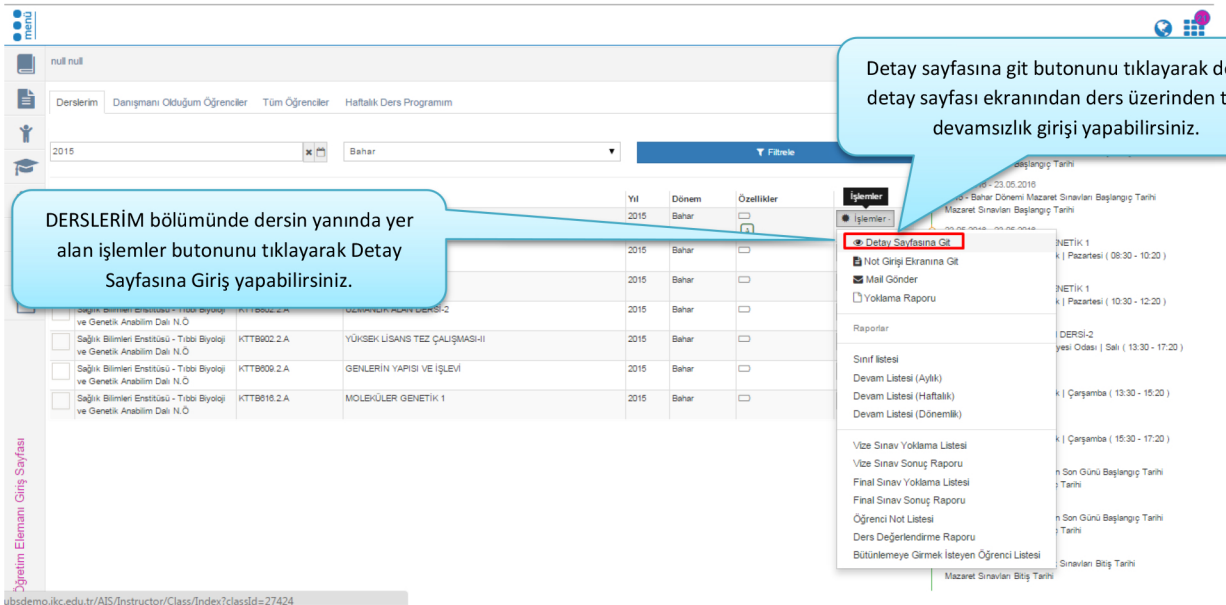 menü
21
null null
Derslerim
Danışmanı Olduğum Öğrenciler
Tüm Öğrenciler
Haftalık Ders Programım
2015
Bahar
Filtrele
Detay sayfasına git butonunu tıklayarak
detay sayfası ekranından ders üzerinden
devamsızlık girişi yapabilirsiniz.
DERSLERİM bölümünde dersin yanında yer
alan işlemler butonunu tıklayarak Detay
Sayfasına Giriş yapabilirsiniz.
Yıl Dönem Özellikler İşlemler
2015 Bahar
İşlemler
2015 Bahar
2015 Bahar
Sağlık Bilimleri Enstitüsü - Tıbbi Biyoloji
ve Genetik Anabilim Dalı N.Ö
UZMANLIK ALAN DERSİ-2
2015 Bahar
Sağlık Bilimleri Enstitüsü - Tıbbi Biyoloji
ve Genetik Anabilim Dalı N.Ö
KTTB902.2.A YÜKSEK LİSANS TEZ ÇALIŞMASI-II 2015 Bahar
Sağlık Bilimleri Enstitüsü - Tıbbi Biyoloji
ve Genetik Anabilim Dalı N.Ö
KTTB609.2.A GENLERİN YAPISI VE İŞLEVİ 2015 Bahar
Sağlık Bilimleri Enstitüsü - Tıbbi Biyoloji
ve Genetik Anabilim Dalı N.Ö
KTTB616.2.A MOLEKÜLER GENETİK 1 2015 Bahar
Detay Sayfasına Git
Not Girişi Ekranına Git
Mail Gönder
Yoklama Raporu
Raporlar
Sınıf listesi
Devam Listesi (Aylık)
Devam Listesi (Haftalık)
Devam Listesi (Dönemlik)
Vize Sınav Yoklama Listesi
Vize Sınav Sonuç Raporu
Final Sınav Yoklama Listesi
Final Sınav Sonuç Raporu
Öğrenci Not Listesi
Ders Değerlendirme Raporu
Bütünlemeye Girmek İsteyen Öğrenci Listesi
Başlangıç Tarihi
- 23.05.2016
- Bahar Dönemi Mazaret Sınavları Başlangıç Tarihi
Mazaret Sınavları Başlangıç Tarihi
23.05.2016 - 23.05.2016
NETİK 1
| Pazartesi ( 08:30 - 10:20 )
NETİK 1
| Pazartesi ( 10:30 - 12:20 )
DERSİ-2
yesi Odası | Salı ( 13:30 - 17:20 )
| Çarşamba ( 13:30 - 15:20 )
| Çarşamba ( 15:30 - 17:20 )
Son Günü Başlangıç Tarihi
Tarihi
Son Günü Başlangıç Tarihi
Tarihi
Sınavları Bitiş Tarihi
Mazaret Sınavları Bitiş Tarihi
Öğretim Elemanı Giriş Sayfası
ubsdemo.ikc.edu.tr/AIS/Instructor/Class/Index?classId=27424